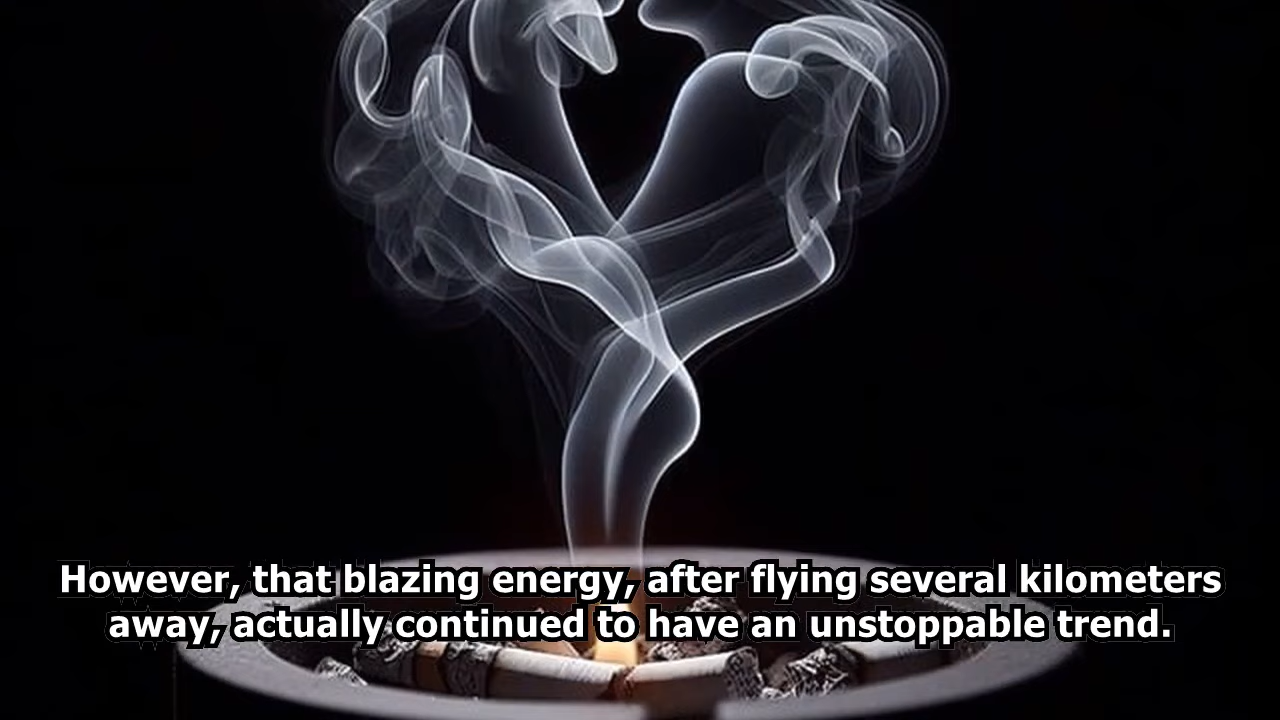 However, that blazing energy, after flying several kilometers
away, actually continued to have an unstoppable trend.